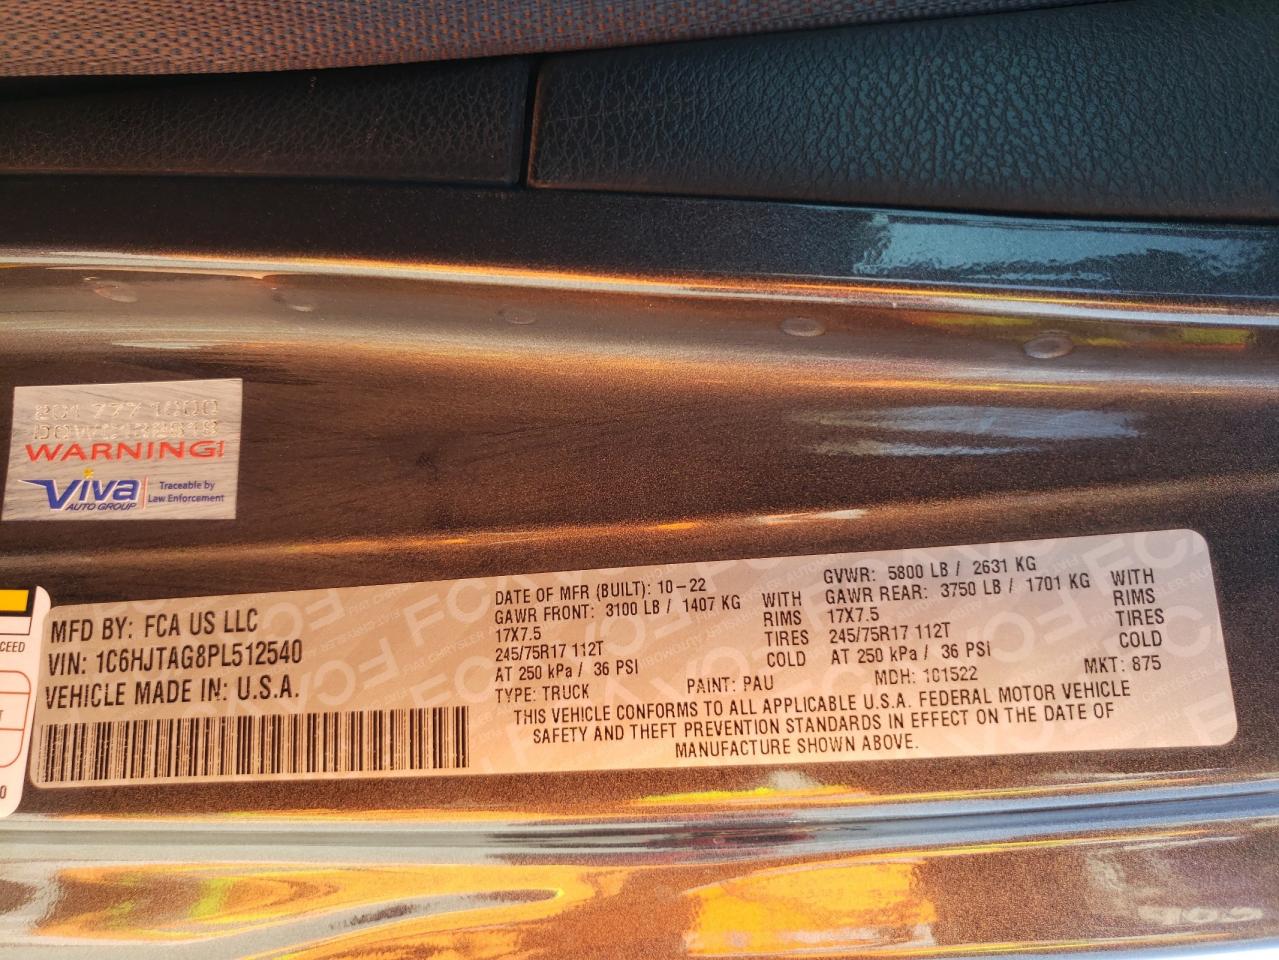 201 777 1000
WARNING!
Viva
AUTO GROUP
Traceable by
Law Enforcement
CEED
T
0
MFD BY: FCA US LLC
VIN: 1C6HJTAG8PL512540
VEHICLE MADE IN: U.S.A.
DATE OF MFR (BUILT): 10-22
GAWR FRONT: 3100 LB / 1407 KG WITH
17X7.5 RIMS
245/75R17 112T TIRES
AT 250 kPA / 36 PSI COLD
TYPE: TRUCK PAINT: PAU
GVWR: 5800 LB / 2631 KG
GAWR REAR: 3750 LB / 1701 KG WITH
17X7.5 RIMS
245/75R17 112T TIRES
AT 250 kPA / 36 PSI COLD
MDH: 101522 MKT: 875
THIS VEHICLE CONFORMS TO ALL APPLICABLE U.S.A. FEDERAL MOTOR VEHICLE
SAFETY AND THEFT PREVENTION STANDARDS IN EFFECT ON THE DATE OF
MANUFACTURE SHOWN ABOVE.